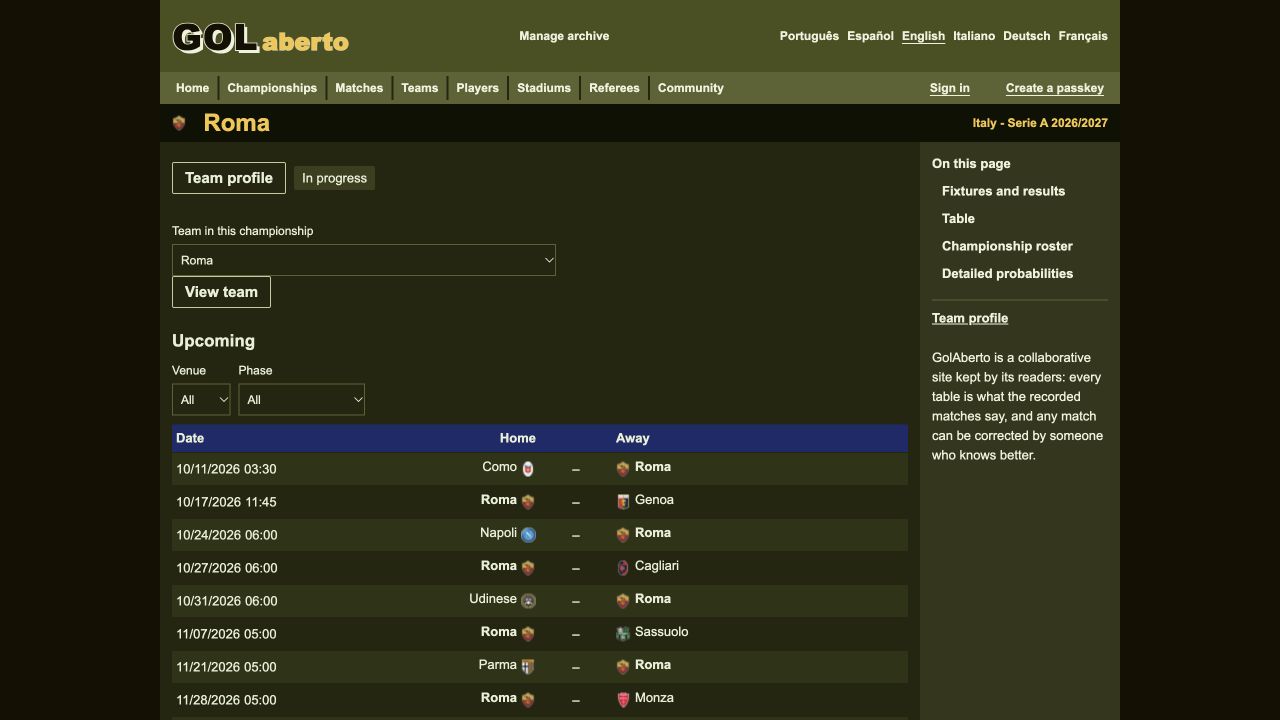 GOL aberto
Manage archive
Português Español English Italiano Deutsch Français
Home Championships Matches Teams Players Stadiums Referees Community
Sign in Create a passkey
Roma
Italy - Serie A 2026/2027
Team profile In progress
Team in this championship
Roma
View team
Upcoming
Venue Phase
All All
Date Home Away
10/11/2026 03:30 Como – Roma
10/17/2026 11:45 Roma – Genoa
10/24/2026 06:00 Napoli – Roma
10/27/2026 06:00 Roma – Cagliari
10/31/2026 06:00 Udinese – Roma
11/07/2026 05:00 Roma – Sassuolo
11/21/2026 05:00 Parma – Roma
11/28/2026 05:00 Roma – Monza
On this page
Fixtures and results
Table
Championship roster
Detailed probabilities
Team profile
GolAberto is a collaborative
site kept by its readers: every
table is what the recorded
matches say, and any match
can be corrected by someone
who knows better.